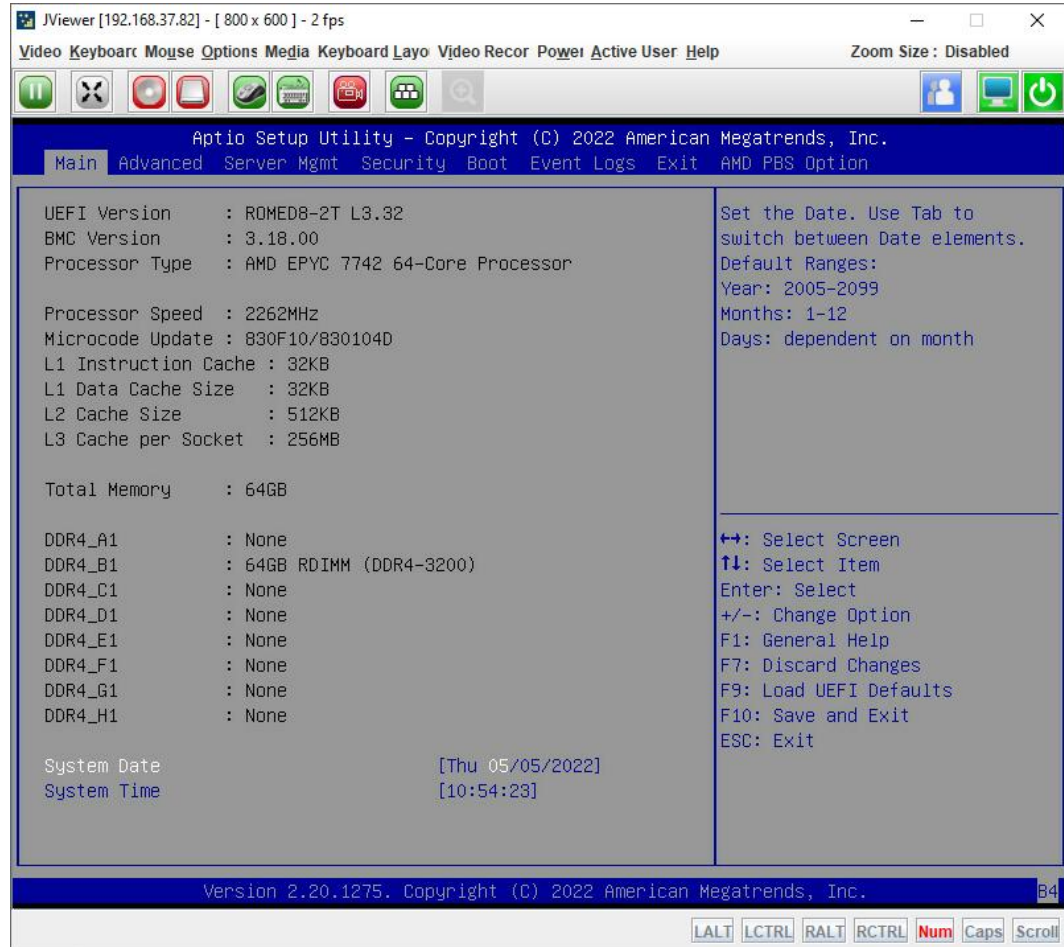 JViewer [192.168.37.82] - [ 800 x 600 ] - 2 fps
Video Keyboarc Mouse Options Media Keyboard Layo Video Recor Power Active User Help Zoom Size : Disabled
Aptio Setup Utility – Copyright (C) 2022 American Megatrends, Inc.
Main Advanced Server Mgmt Security Boot Event Logs Exit AMD PBS Option
UEFI Version : ROMED8-2T L3.32
BMC Version : 3.18.00
Processor Type : AMD EPYC 7742 64-Core Processor
Processor Speed : 2262MHz
Microcode Update : 830F10/830104D
L1 Instruction Cache : 32KB
L1 Data Cache Size : 32KB
L2 Cache Size : 512KB
L3 Cache per Socket : 256MB
Total Memory : 64GB
DDR4_A1 : None
DDR4_B1 : 64GB RDIMM (DDR4-3200)
DDR4_C1 : None
DDR4_D1 : None
DDR4_E1 : None
DDR4_F1 : None
DDR4_G1 : None
DDR4_H1 : None
System Date [Thu 05/05/2022]
System Time [10:54:23]
Set the Date. Use Tab to
switch between Date elements.
Default Ranges:
Year: 2005-2099
Months: 1-12
Days: dependent on month
↔: Select Screen
↑↓: Select Item
Enter: Select
+/-: Change Option
F1: General Help
F7: Discard Changes
F9: Load UEFI Defaults
F10: Save and Exit
ESC: Exit
Version 2.20.1275. Copyright (C) 2022 American Megatrends, Inc.
B4
LALT LCTRL RALT RCTRL Num Caps Scroll